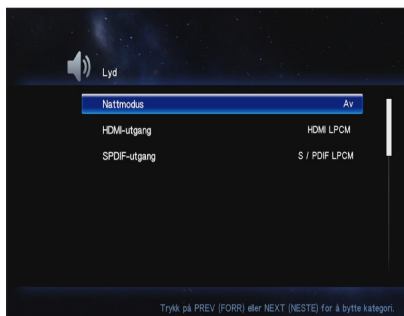 Lyd
Nattmodus Av
HDMI-utgang HDMI LPCM
SPDIF-utgang S / PDIF LPCM
Trykk på PREV (FORR) eller NEXT (NESTE) for å bytte kategori.